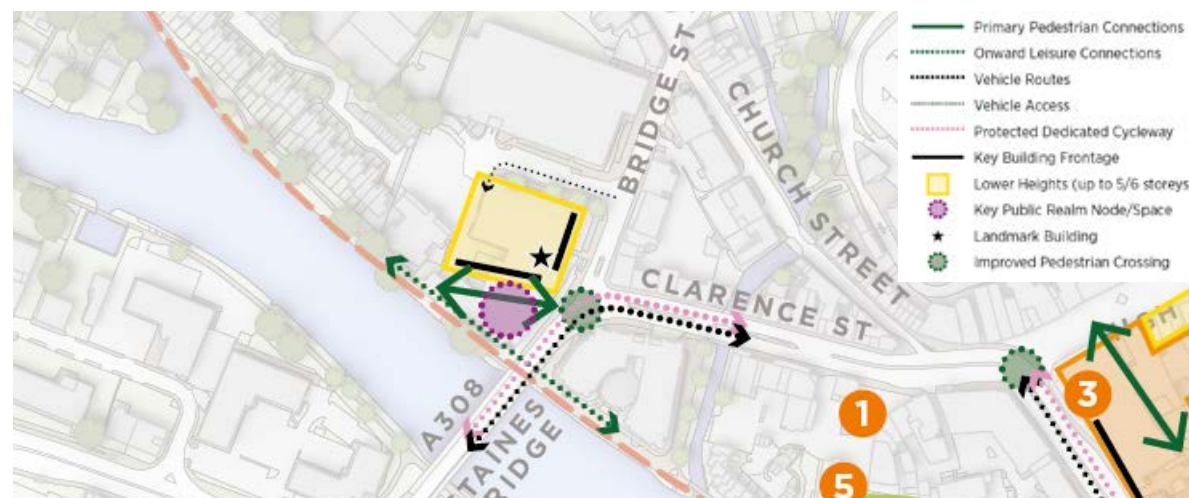 Primary Pedestrian Connections
Onward Leisure Connections
Vehicle Routes
Vehicle Access
Protected Dedicated Cycleway
Key Building Frontage
Lower Heights (up to 5/6 storeys
Key Public Realm Node/Space
Landmark Building
Improved Pedestrian Crossing
BRIDGE ST
CHURCH STREET
CLARENCE ST
A308
TAINES
RIDGE
1
3
5